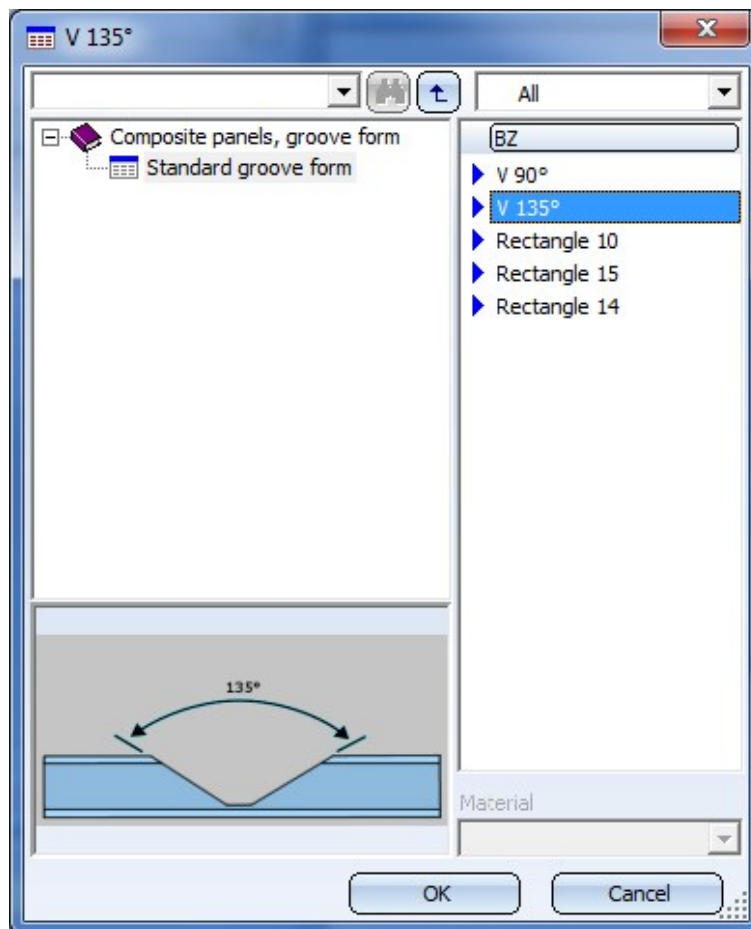 V 135°
All
Composite panels, groove form
Standard groove form
BZ
V 90°
V 135°
Rectangle 10
Rectangle 15
Rectangle 14
135°
Material
OK
Cancel